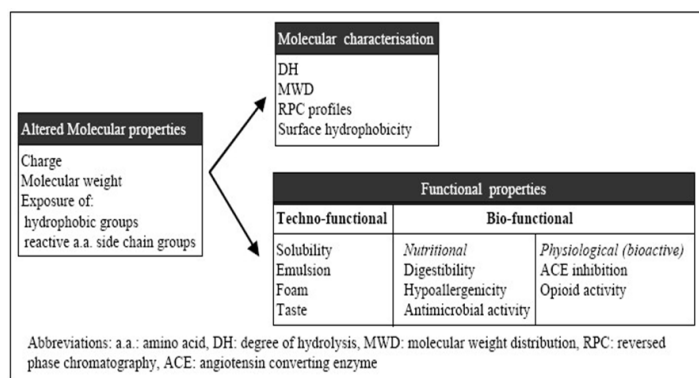 Molecular characterisation
DH
MWD
RPC profiles
Surface hydrophobicity
Altered Molecular properties
Charge
Molecular weight
Exposure of:
hydrophobic groups
reactive a.a. side chain groups
Functional properties
Techno-functional
Solubility
Emulsion
Foam
Taste
Bio-functional
Nutritional
Digestibility
Hypoallergenicity
Antimicrobial activity
Physiological (bioactive)
ACE inhibition
Opioid activity
Abbreviations: a.a.: amino acid, DH: degree of hydrolysis, MWD: molecular weight distribution, RPC: reversed
phase chromatography, ACE: angiotensin converting enzyme